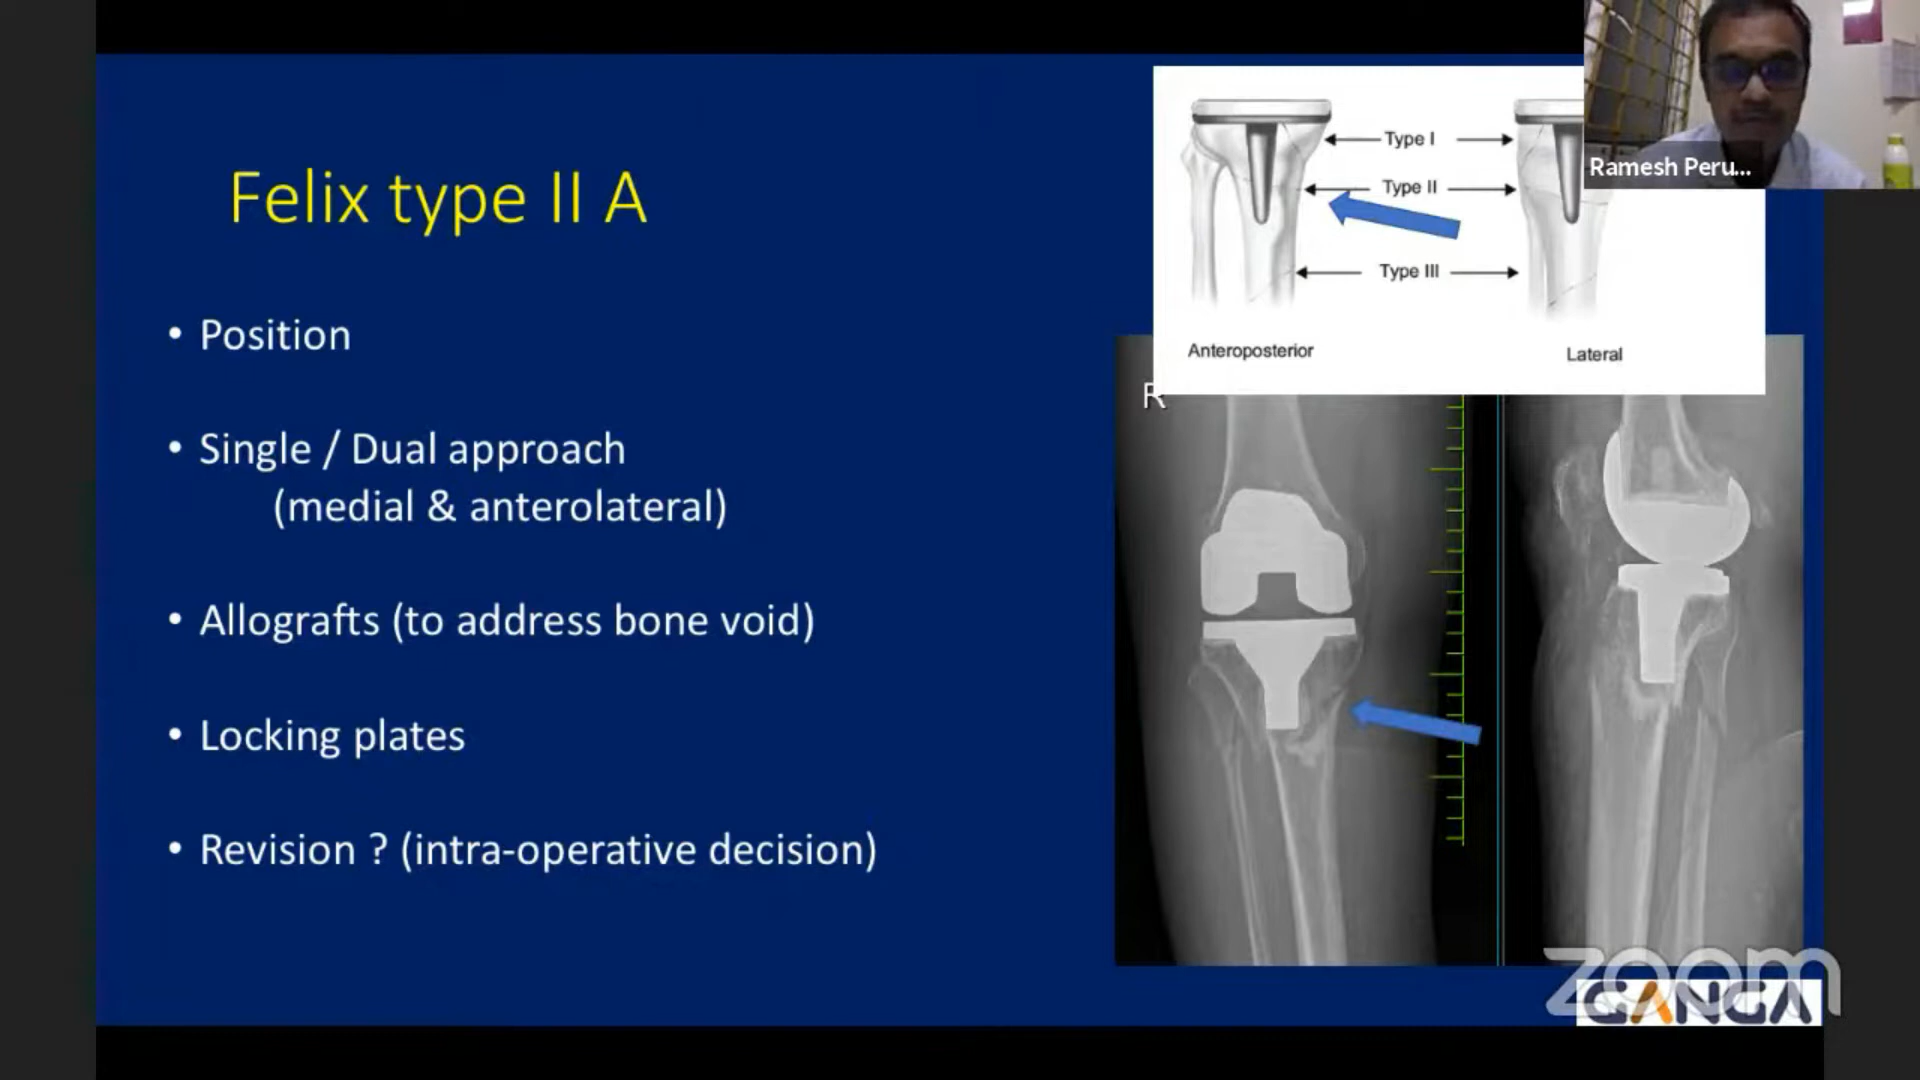 Felix type II A
• Position
• Single / Dual approach
(medial & anterolateral)
• Allografts (to address bone void)
• Locking plates
• Revision ? (intra-operative decision)
Type I
Type II
Type III
Anteroposterior
Lateral
R
Ramesh Peru...
zoom
GANGA